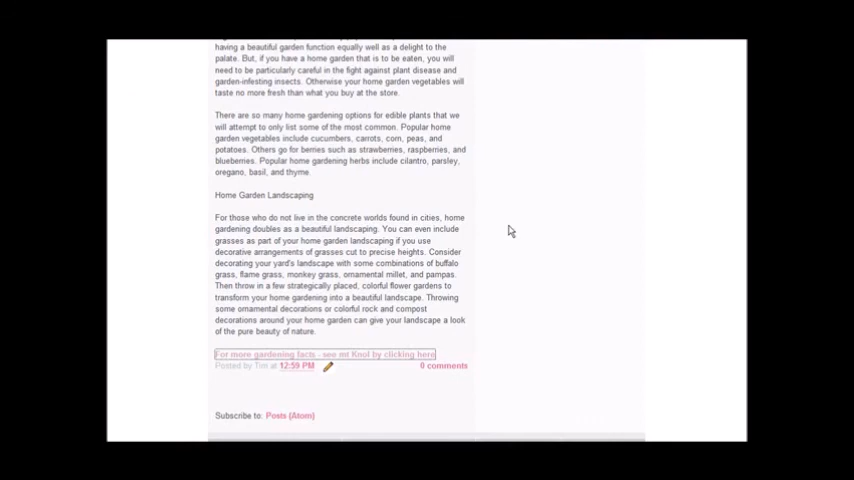 having a beautiful garden function equally well as a delight to the
palate. But, if you have a home garden that is to be eaten, you will
need to be particularly careful in the fight against plant disease and
garden-infesting insects. Otherwise your home garden vegetables will
taste no more fresh than what you buy at the store.
There are so many home gardening options for edible plants that we
will attempt to only list some of the most common. Popular home
garden vegetables include cucumbers, carrots, corn, peas, and
potatoes. Others go for berries such as strawberries, raspberries, and
blueberries. Popular home gardening herbs include cilantro, parsley,
oregano, basil, and thyme.
Home Garden Landscaping
For those who do not live in the concrete worlds found in cities, home
gardening doubles as a beautiful landscaping. You can even include
grasses as part of your home garden landscaping if you use
decorative arrangements of grasses cut to precise heights. Consider
decorating your yard's landscape with some combinations of buffalo
grass, flame grass, monkey grass, ornamental millet, and pampas.
Then throw in a few strategically placed, colorful flower gardens to
transform your home gardening into a beautiful landscape. Throwing
some ornamental decorations or colorful rock and compost
decorations around your home garden can give your landscape a look
of the pure beauty of nature.
For more gardening facts - see mt Knol by clicking here
Posted by Tim at 12:59 PM
0 comments
Subscribe to: Posts (Atom)